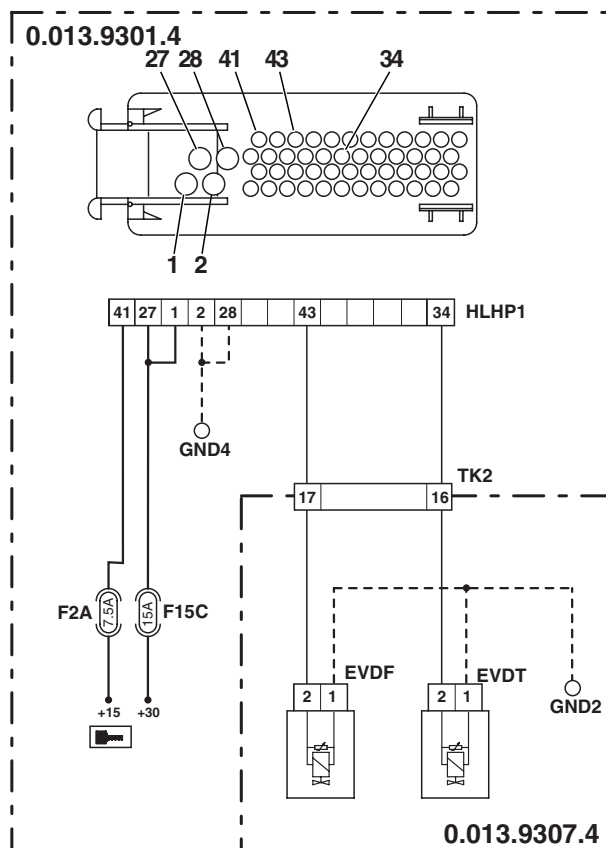 0.013.9301.4
27 28 41 43 34
1 2
41 27 1 2 28 43 34 HLHP1
GND4
TK2
17 16
F2A 7.5A 15A F15C
EVDF EVDT
+15 +30
2 1 2 1
GND2
0.013.9307.4